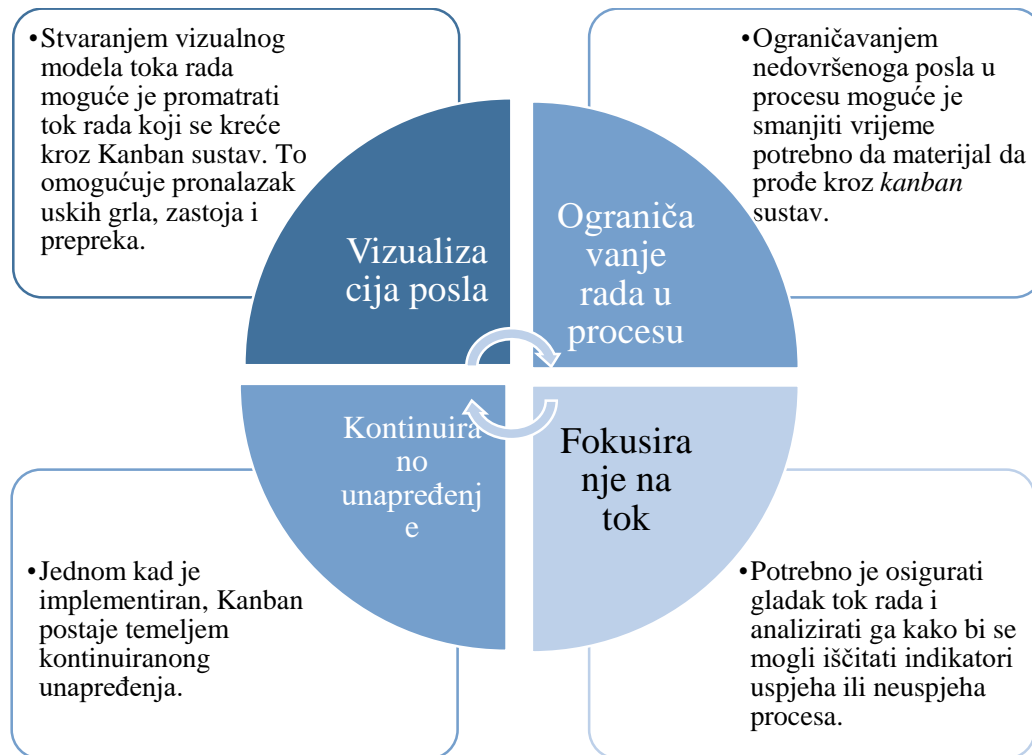 •Stvaranjem vizualnog
modela toka rada
moguće je promatrati
tok rada koji se kreće
kroz Kanban sustav. To
omogućuje pronalazak
uskih grla, zastoja i
prepreka.
Vizualiza
cija posla
•Ograničavanjem
nedovršenoga posla u
procesu moguće je
smanjiti vrijeme
potrebno da materijal da
prođe kroz kanban
sustav.
Ograniča
vanje
rada u
procesu
Kontinuira
no
unapređenj
e
•Jednom kad je
implementiran, Kanban
postaje temeljem
kontinuiranong
unapređenja.
Fokusira
nje na
tok
•Potrebno je osigurati
gladak tok rada i
analizirati ga kako bi se
mogli iščitati indikatori
uspjeha ili neuspjeha
procesa.